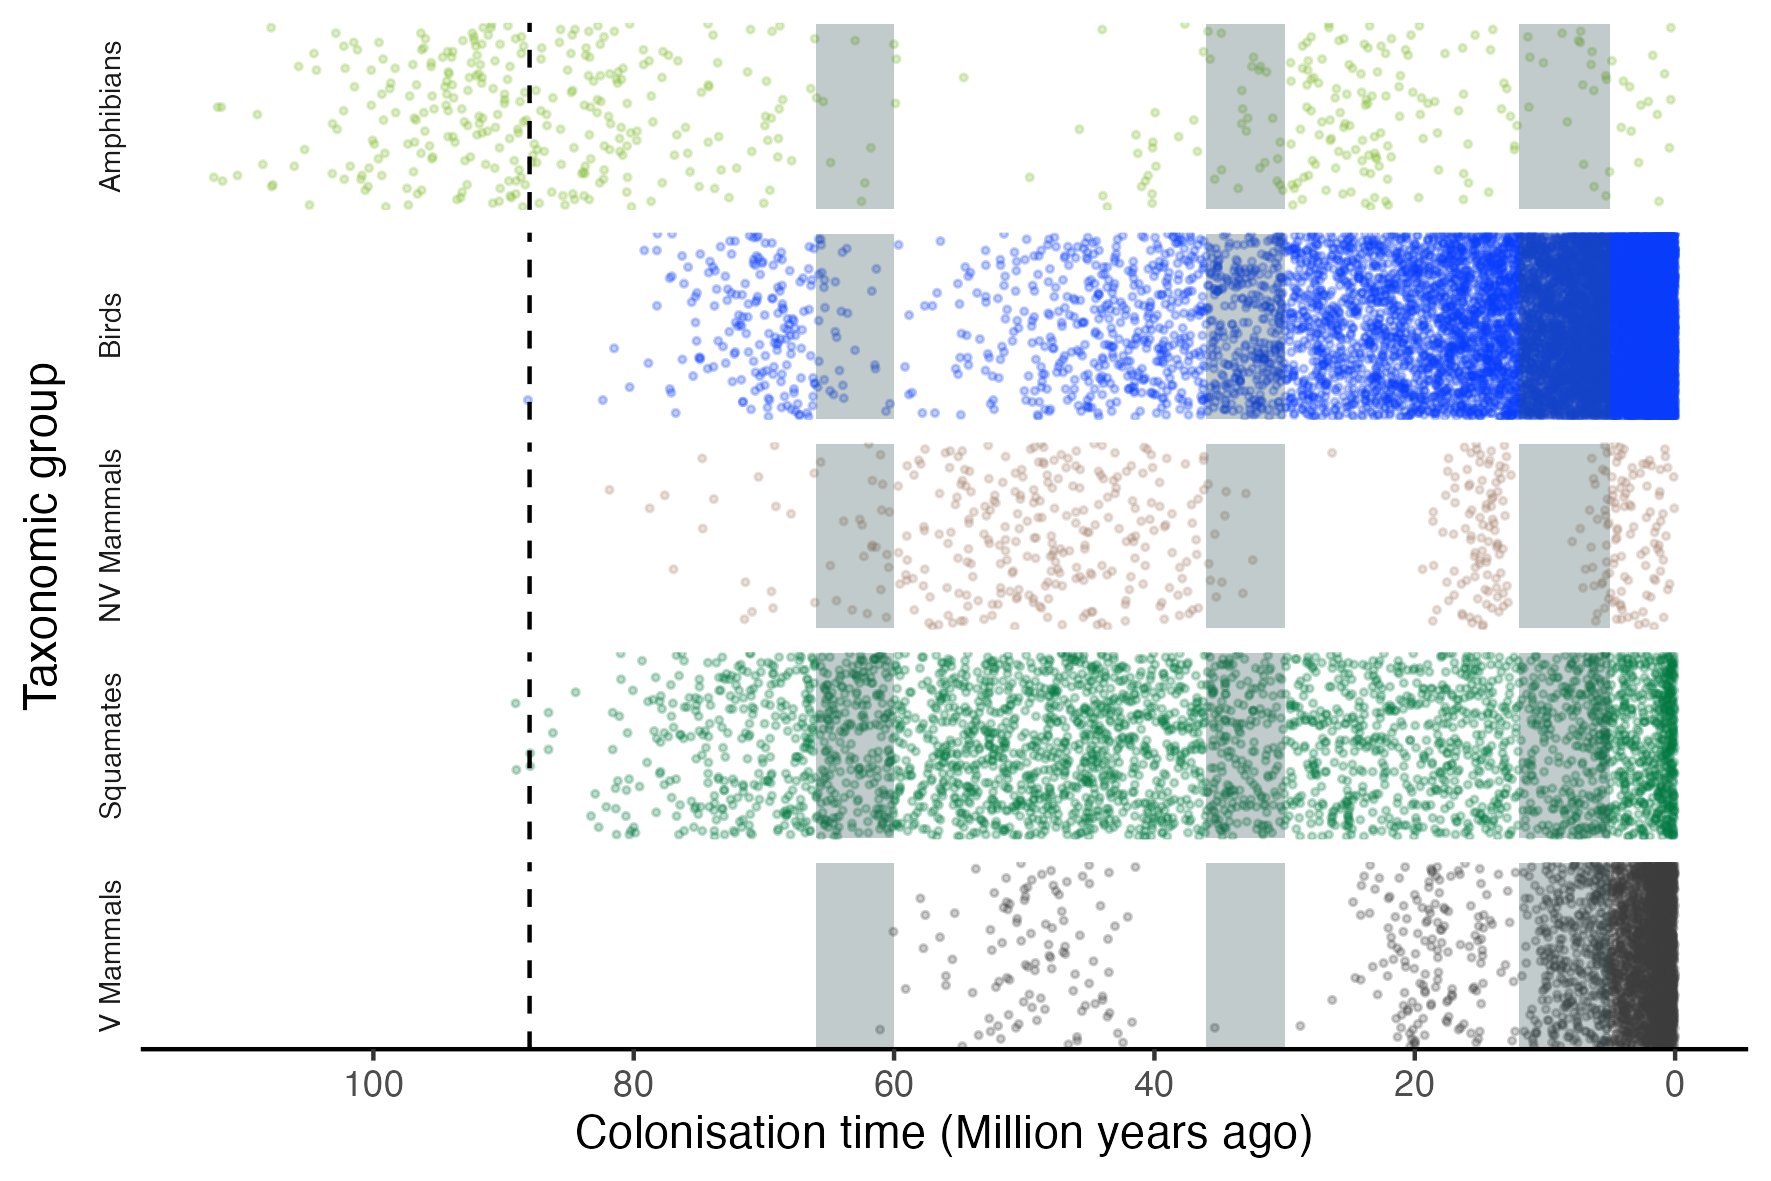 Taxonomic group
Amphibians
Birds
NV Mammals
Squamates
V Mammals
100 80 60 40 20 0
Colonisation time (Million years ago)